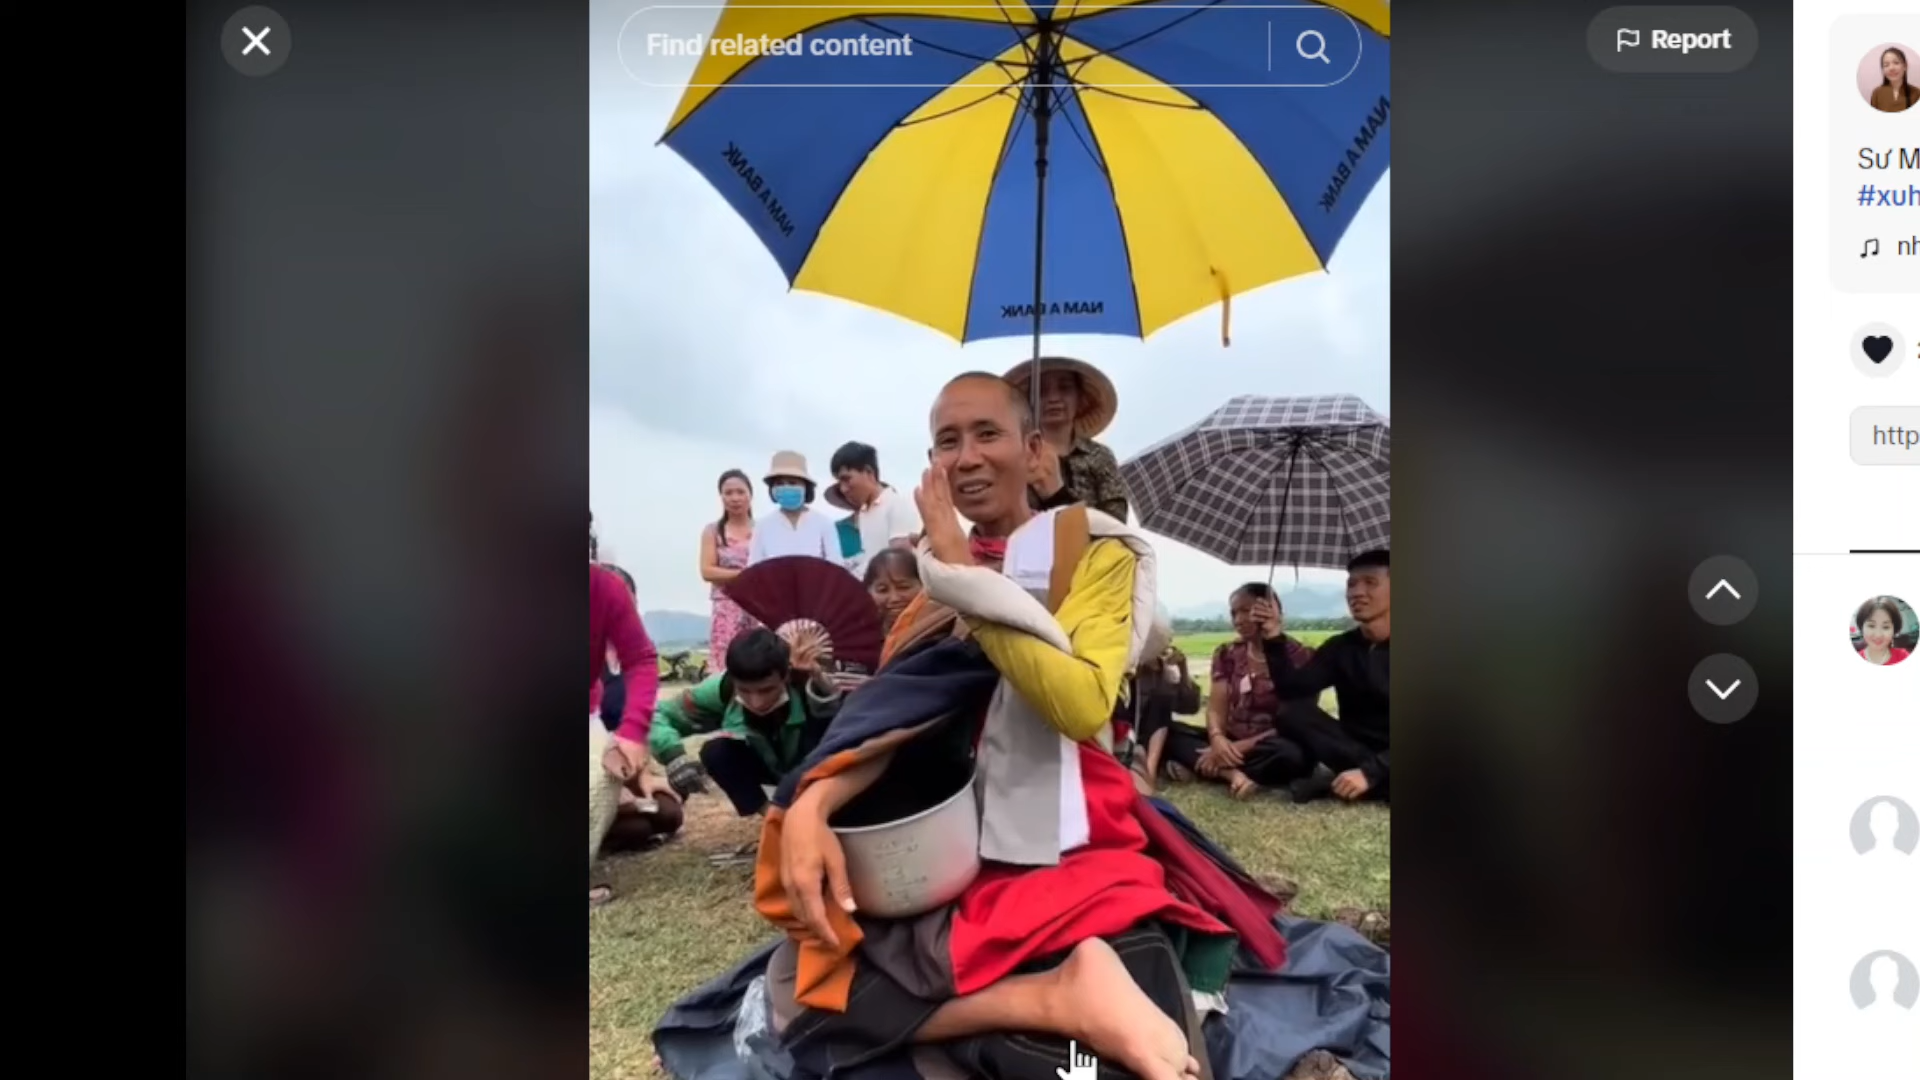 Find related content
Report
NAM A BANK
NAM A BANK
NAM A BANK
Sư M
#xuh
nh
http